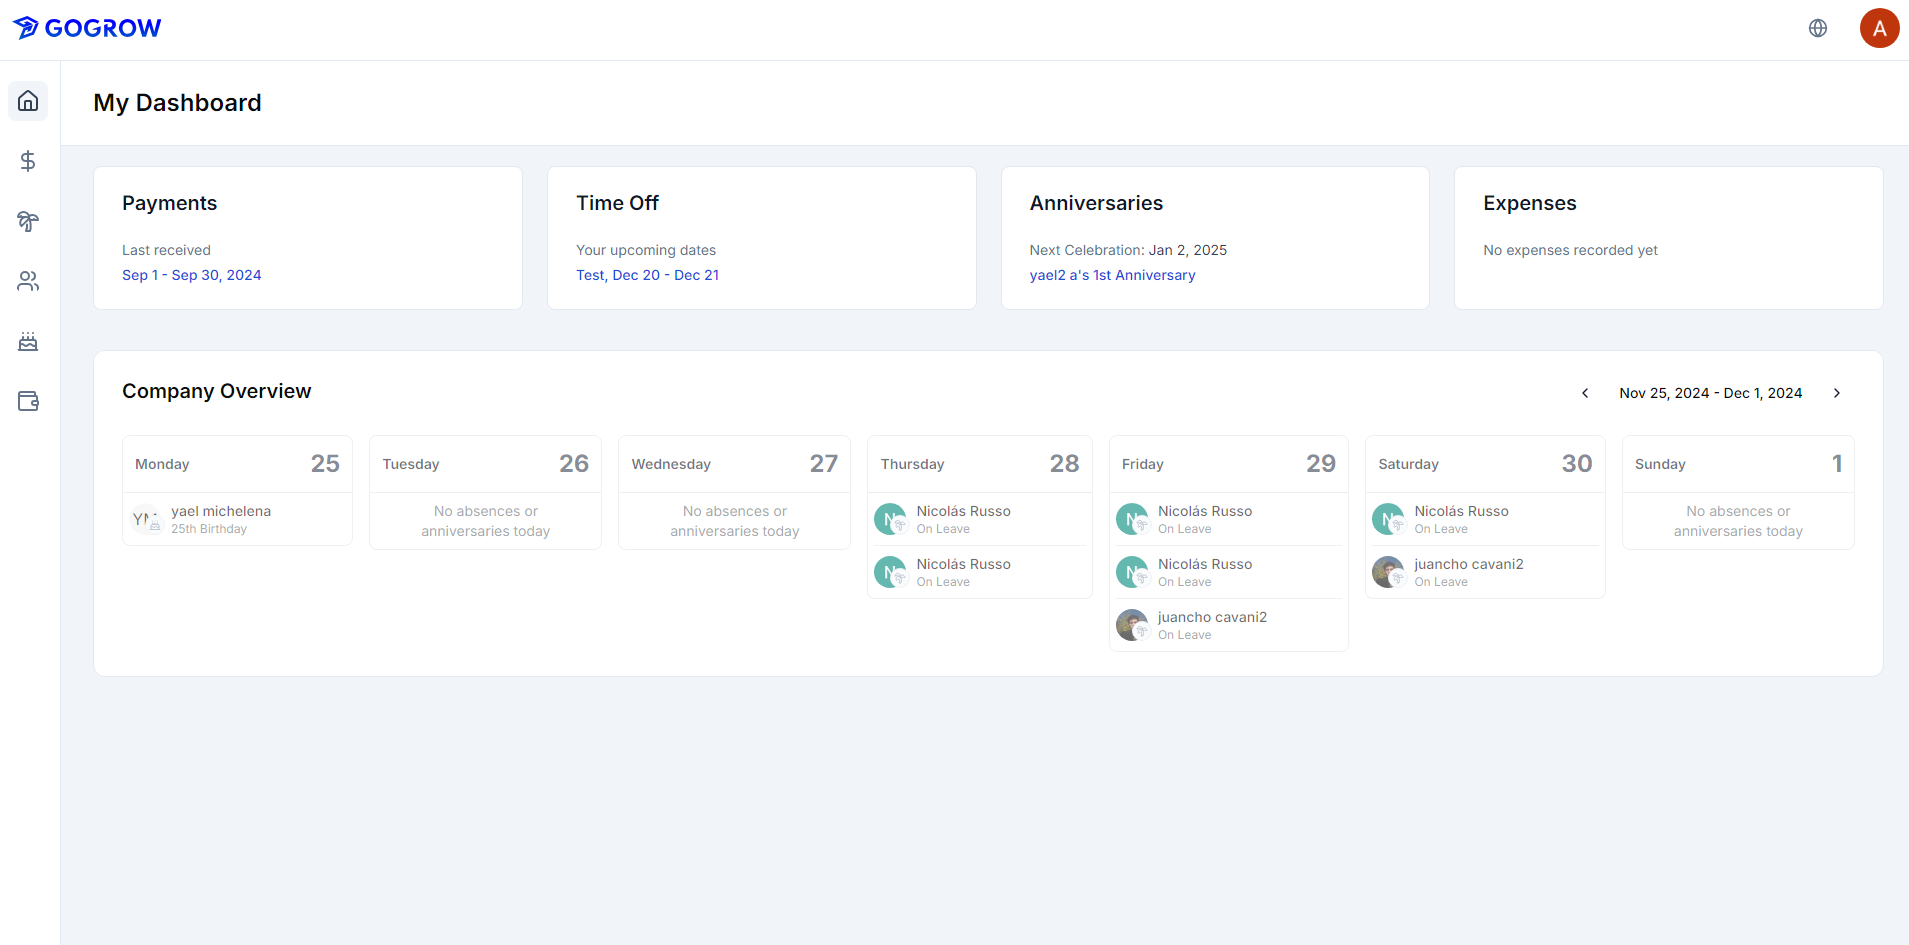 GOGROW
A
My Dashboard
Payments
Last received
Sep 1 - Sep 30, 2024
Time Off
Your upcoming dates
Test, Dec 20 - Dec 21
Anniversaries
Next Celebration: Jan 2, 2025
yael2 a's 1st Anniversary
Expenses
No expenses recorded yet
Company Overview
Nov 25, 2024 - Dec 1, 2024
Monday 25
YM
yael michelena
25th Birthday
Tuesday 26
No absences or
anniversaries today
Wednesday 27
No absences or
anniversaries today
Thursday 28
N
Nicolás Russo
On Leave
N
Nicolás Russo
On Leave
Friday 29
N
Nicolás Russo
On Leave
N
Nicolás Russo
On Leave
juancho cavani2
On Leave
Saturday 30
N
Nicolás Russo
On Leave
juancho cavani2
On Leave
Sunday 1
No absences or
anniversaries today